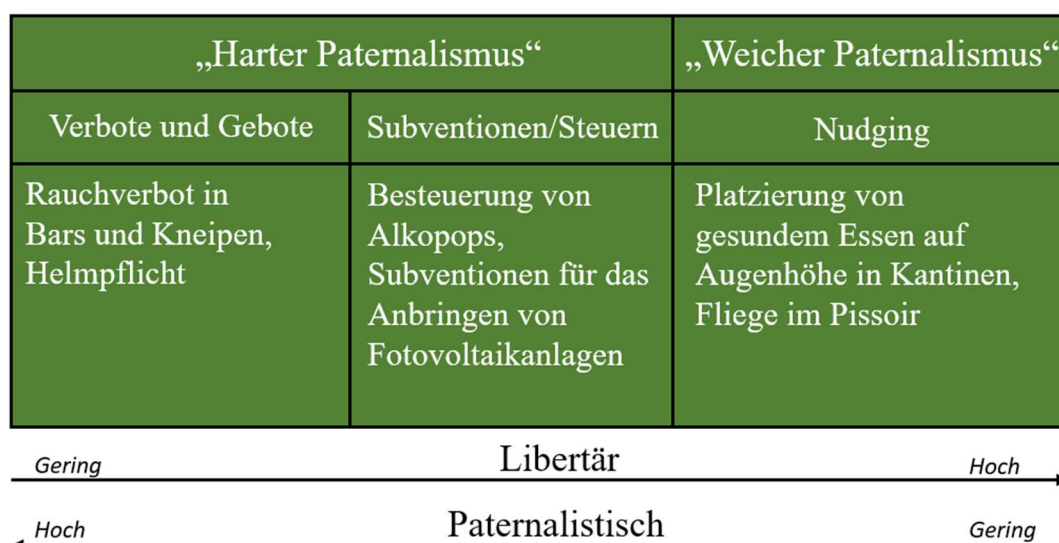 „Harter Paternalismus“
„Weicher Paternalismus“
Verbote und Gebote
Subventionen/Steuern
Nudging
Rauchverbot in
Bars und Kneipen,
Helmpflicht
Besteuerung von
Alkopops,
Subventionen für das
Anbringen von
Fotovoltaikanlagen
Platzierung von
gesundem Essen auf
Augenhöhe in Kantinen,
Fliege im Pissoir
Gering
Libertär
Hoch
Hoch
Paternalistisch
Gering